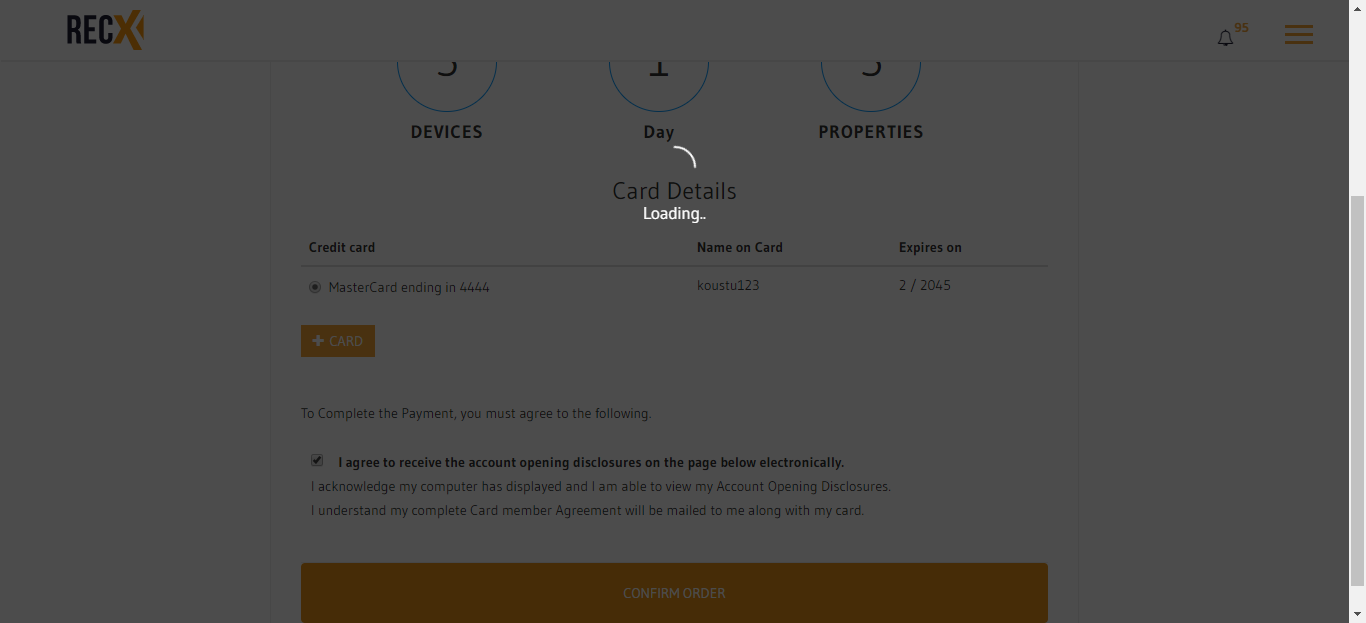 RECX
95
1
DEVICES
Day
PROPERTIES
Card Details
Loading..
Credit card Name on Card Expires on
MasterCard ending in 4444 koustu123 2 / 2045
CARD
To Complete the Payment, you must agree to the following.
I agree to receive the account opening disclosures on the page below electronically.
I acknowledge my computer has displayed and I am able to view my Account Opening Disclosures.
I understand my complete Card member Agreement will be mailed to me along with my card.
CONFIRM ORDER